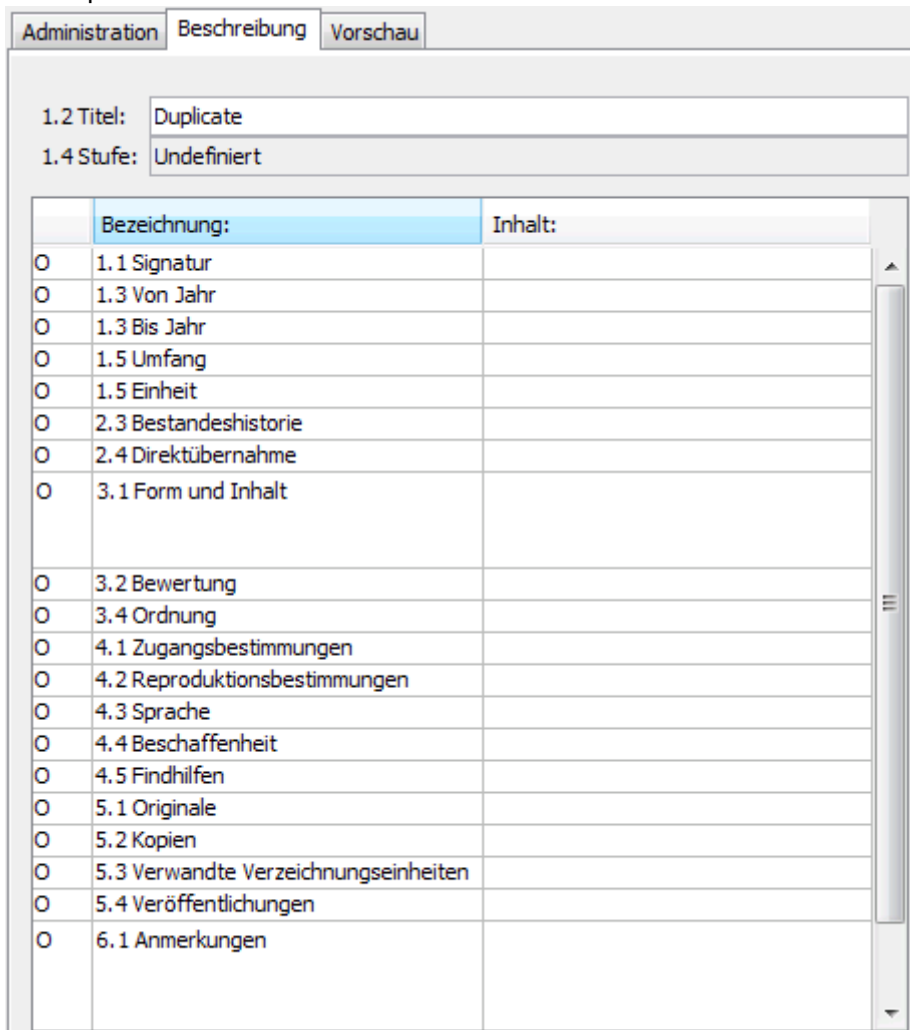 Administration Beschreibung Vorschau
1.2 Titel: Duplicate
1.4 Stufe: Undefiniert
Bezeichnung: Inhalt:
O 1.1 Signatur
O 1.3 Von Jahr
O 1.3 Bis Jahr
O 1.5 Umfang
O 1.5 Einheit
O 2.3 Bestandeshistorie
O 2.4 Direktübernahme
O 3.1 Form und Inhalt
O 3.2 Bewertung
O 3.4 Ordnung
O 4.1 Zugangsbestimmungen
O 4.2 Reproduktionsbestimmungen
O 4.3 Sprache
O 4.4 Beschaffenheit
O 4.5 Findhilfen
O 5.1 Originale
O 5.2 Kopien
O 5.3 Verwandte Verzeichnungseinheiten
O 5.4 Veröffentlichungen
O 6.1 Anmerkungen